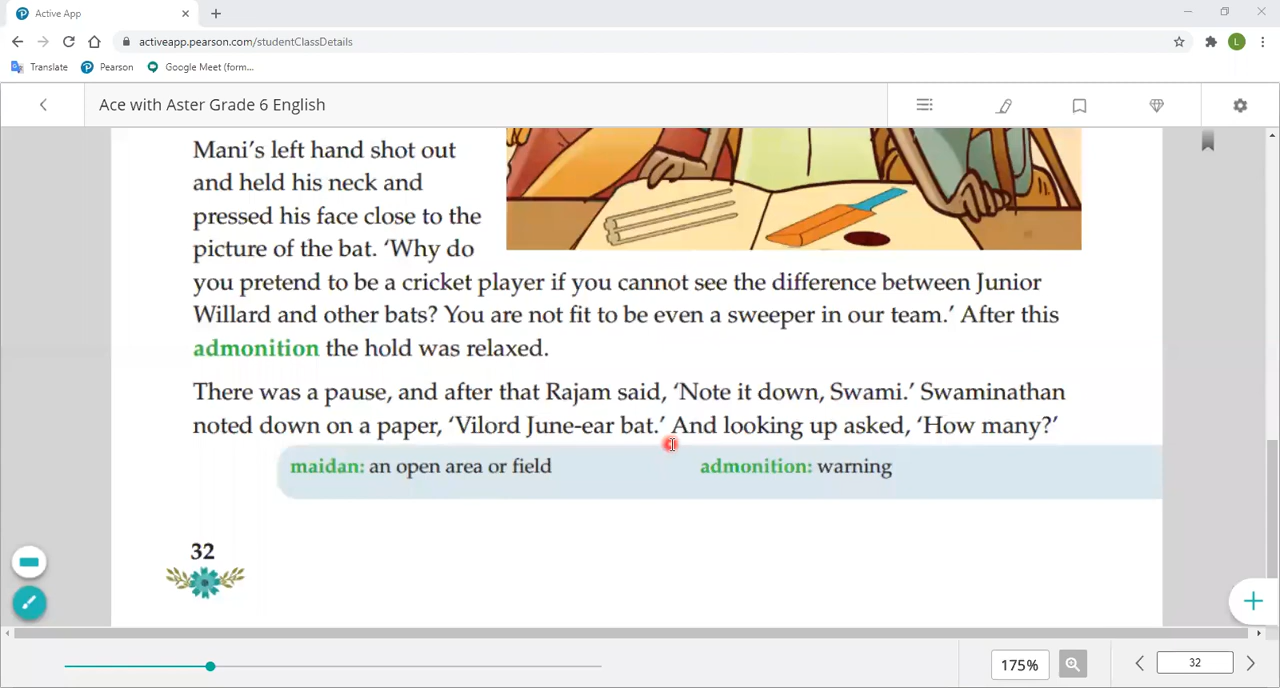 Active App
activeapp.pearson.com/studentClassDetails
L
Translate
Pearson
Google Meet (form...
Ace with Aster Grade 6 English
Mani’s left hand shot out
and held his neck and
pressed his face close to the
picture of the bat. ‘Why do
you pretend to be a cricket player if you cannot see the difference between Junior
Willard and other bats? You are not fit to be even a sweeper in our team.’ After this
admonition the hold was relaxed.
There was a pause, and after that Rajam said, ‘Note it down, Swami.’ Swaminathan
noted down on a paper, ‘Vilord June-ear bat.’ And looking up asked, ‘How many?’
maidan: an open area or field
admonition: warning
32
175%
32